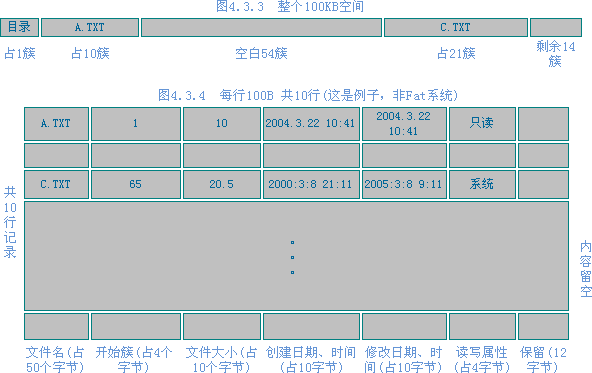 图4.3.3 整个100KB空间
目录 A.TXT C.TXT
占1簇 占10簇 空白54簇 占21簇 剩余14
簇
图4.3.4 每行100B 共10行(这是例子，非Fat系统)
A.TXT 1 10 2004.3.22 10:41 2004.3.22
10:41 只读
C.TXT 65 20.5 2000:3:8 21:11 2005:3:8 9:11 系统
共
10
行
记
录
内
容
留
空
文件名(占
50个字节)
开始簇(占4个
字节)
文件大小(占
10个字节)
创建日期、时间
(占10字节)
修改日期、时
间(占10字节)
读写属性
(占4字节)
保留(12
字节)